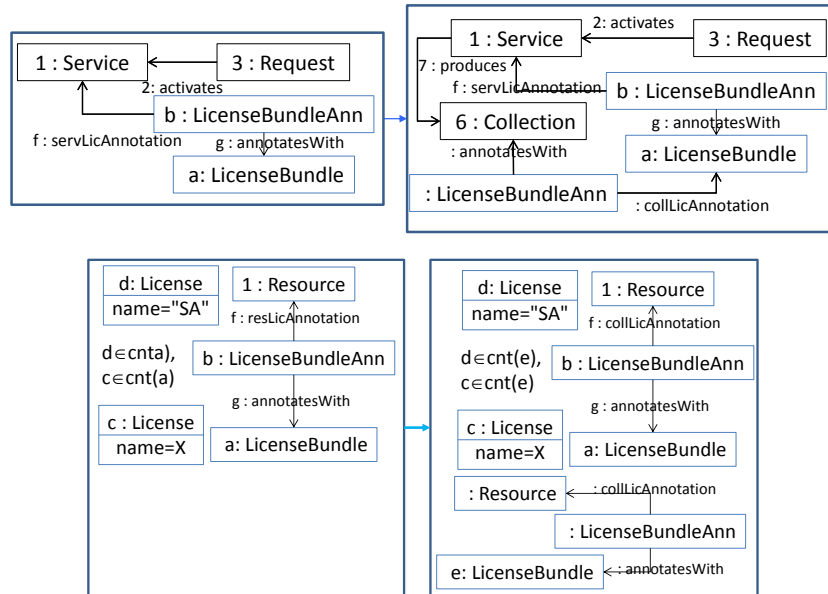 1 : Service
3 : Request
2: activates
b : LicenseBundleAnn
f : servLicAnnotation
g : annotatesWith
a: LicenseBundle
2: activates
1 : Service
3 : Request
7 : produces
f : servLicAnnotation
b : LicenseBundleAnn
6 : Collection
g : annotatesWith
: annotatesWith
a: LicenseBundle
: LicenseBundleAnn
: collLicAnnotation
d: License
name="SA"
1 : Resource
f : resLicAnnotation
d∈cnta),
c∈cnt(a)
b : LicenseBundleAnn
g : annotatesWith
c : License
name=X
a: LicenseBundle
d: License
name="SA"
1 : Resource
f : collLicAnnotation
d∈cnt(e),
c∈cnt(e)
b : LicenseBundleAnn
g : annotatesWith
c : License
name=X
a: LicenseBundle
: Resource
: collLicAnnotation
: LicenseBundleAnn
e: LicenseBundle
: annotatesWith